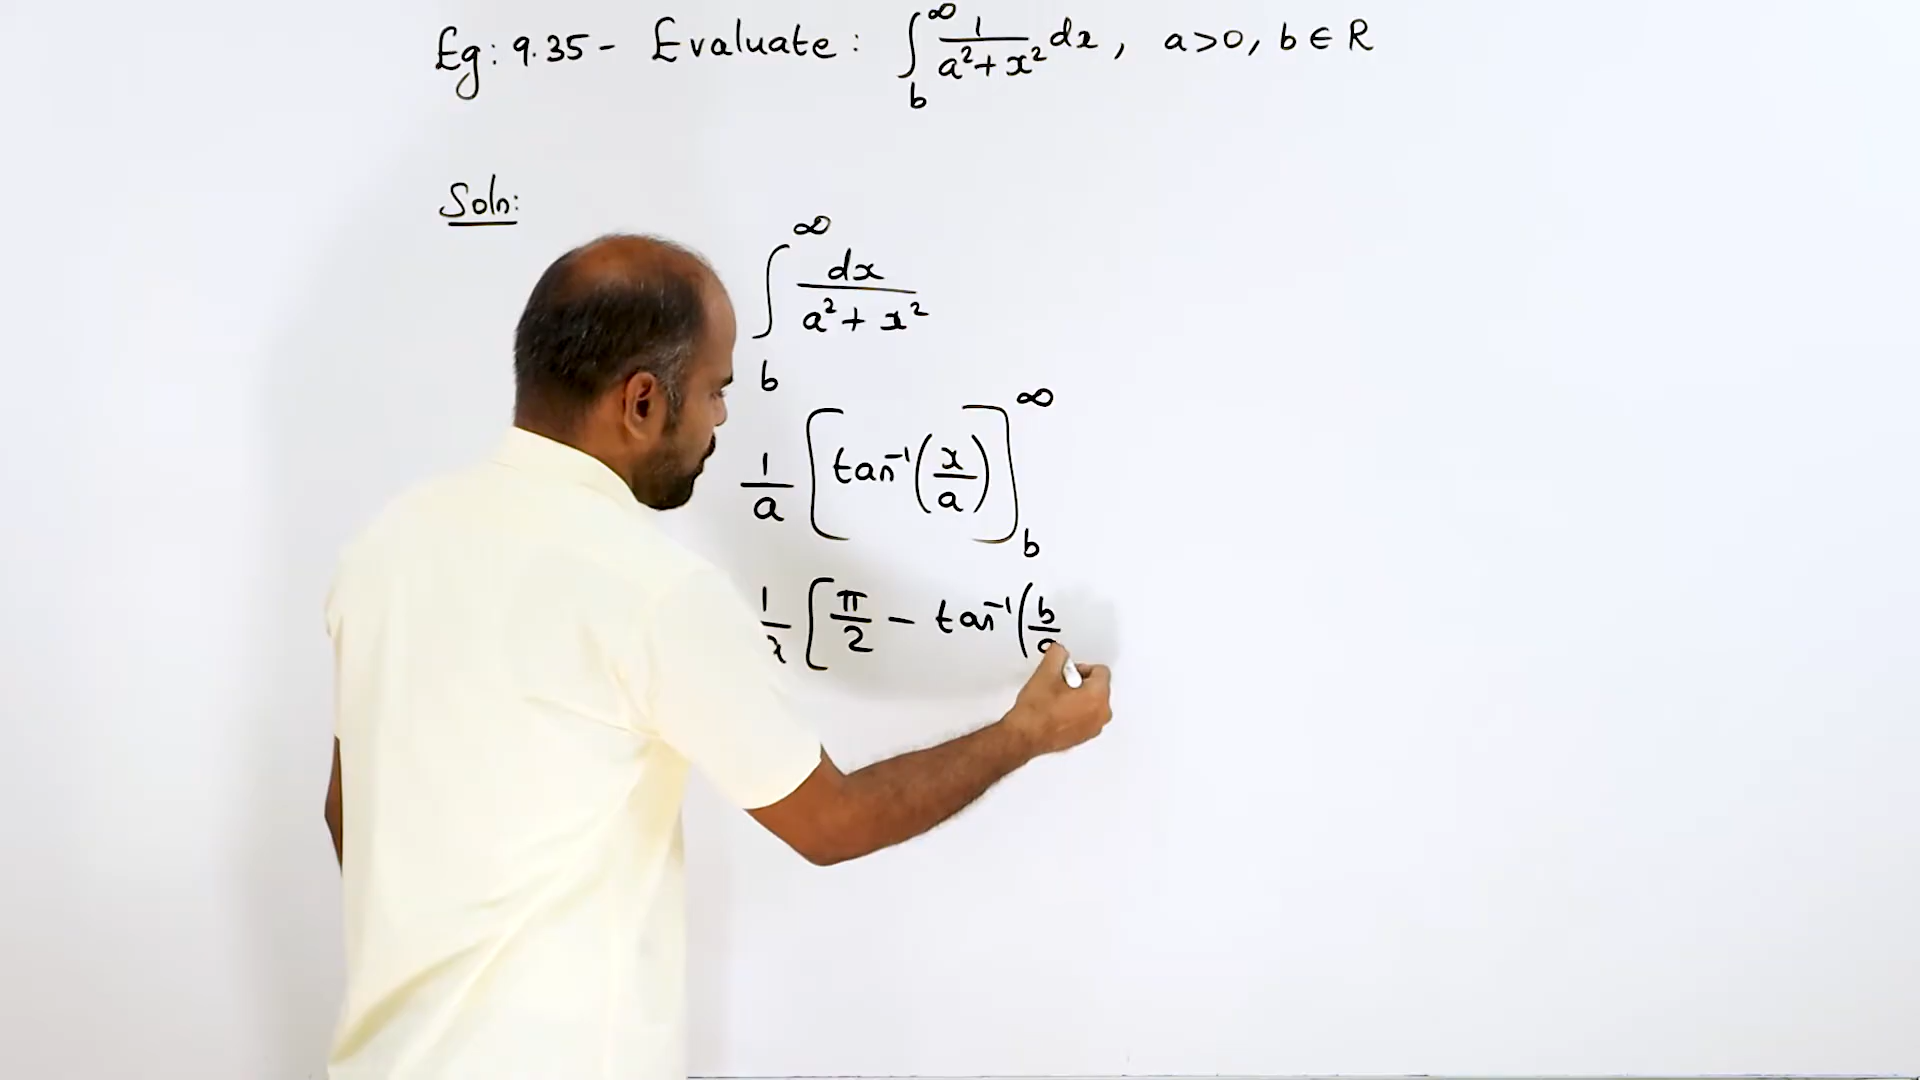 Eg: 9.35 - Evaluate: ∫_b^∞ 1/(a²+x²) dx, a>0, b∈R
Soln:
∫_b^∞ dx/(a²+x²)
1/a [tan⁻¹(x/a)]_b^∞
1/a [π/2 - tan⁻¹(b/a